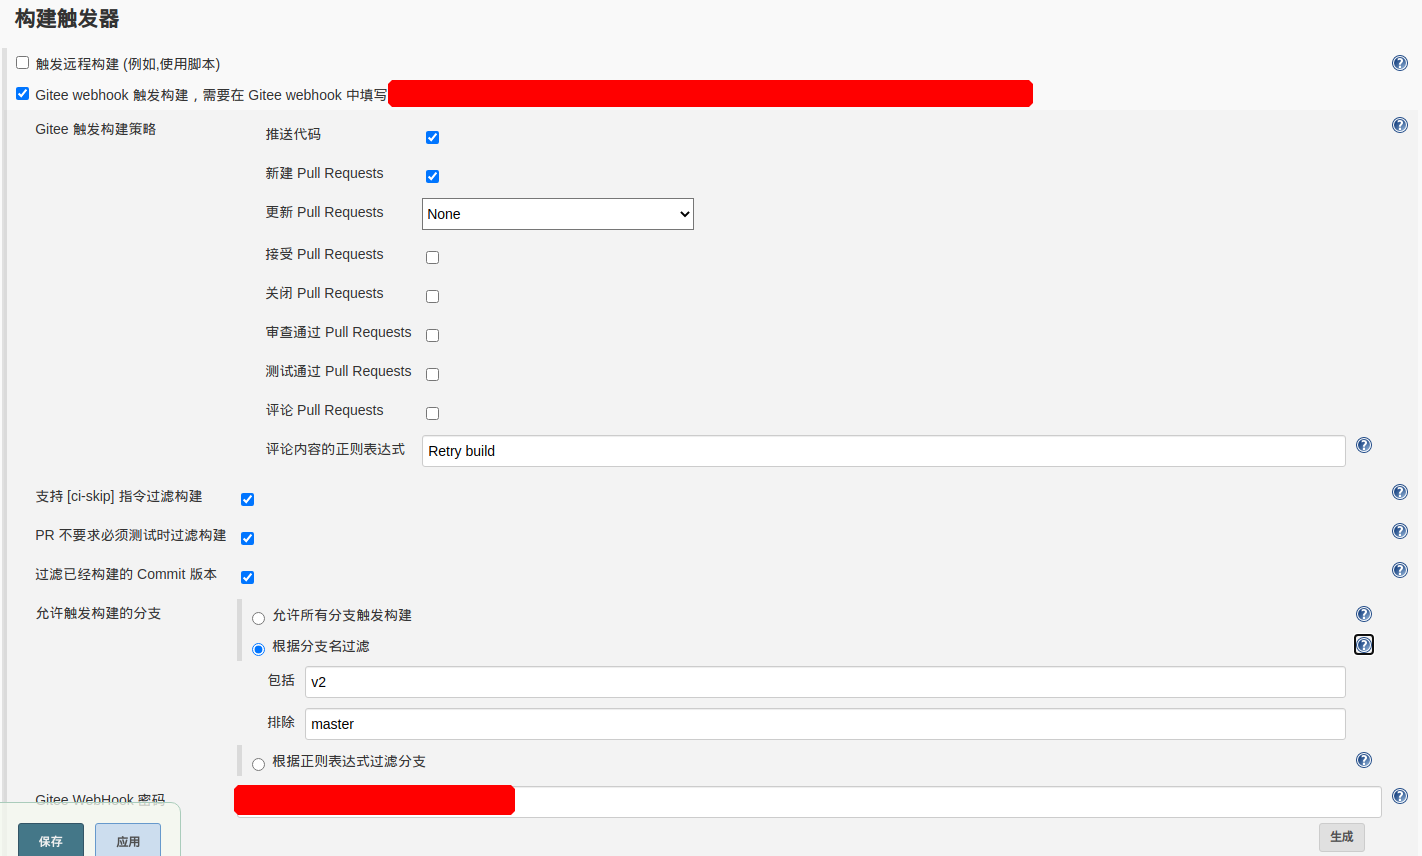 构建触发器
触发远程构建 (例如,使用脚本)
Gitee webhook 触发构建，需要在 Gitee webhook 中填写
Gitee 触发构建策略
推送代码
新建 Pull Requests
更新 Pull Requests None
接受 Pull Requests
关闭 Pull Requests
审查通过 Pull Requests
测试通过 Pull Requests
评论 Pull Requests
评论内容的正则表达式 Retry build
支持 [ci-skip] 指令过滤构建
PR 不要求必须测试时过滤构建
过滤已经构建的 Commit 版本
允许触发构建的分支
允许所有分支触发构建
根据分支名过滤
包括 v2
排除 master
根据正则表达式过滤分支
Gitee WebHook 密码
保存 应用
生成